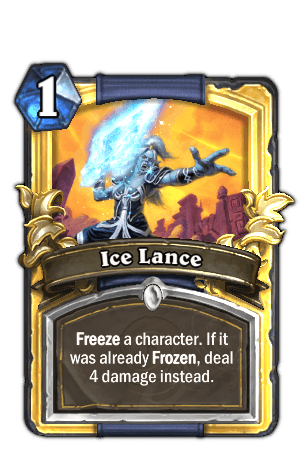 1
Ice Lance
Freeze a character. If it
was already Frozen, deal
4 damage instead.